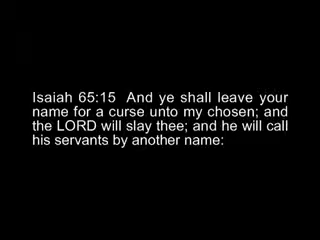 Isaiah 65:15  And ye shall leave your
name for a curse unto my chosen; and
the LORD will slay thee; and he will call
his servants by another name: